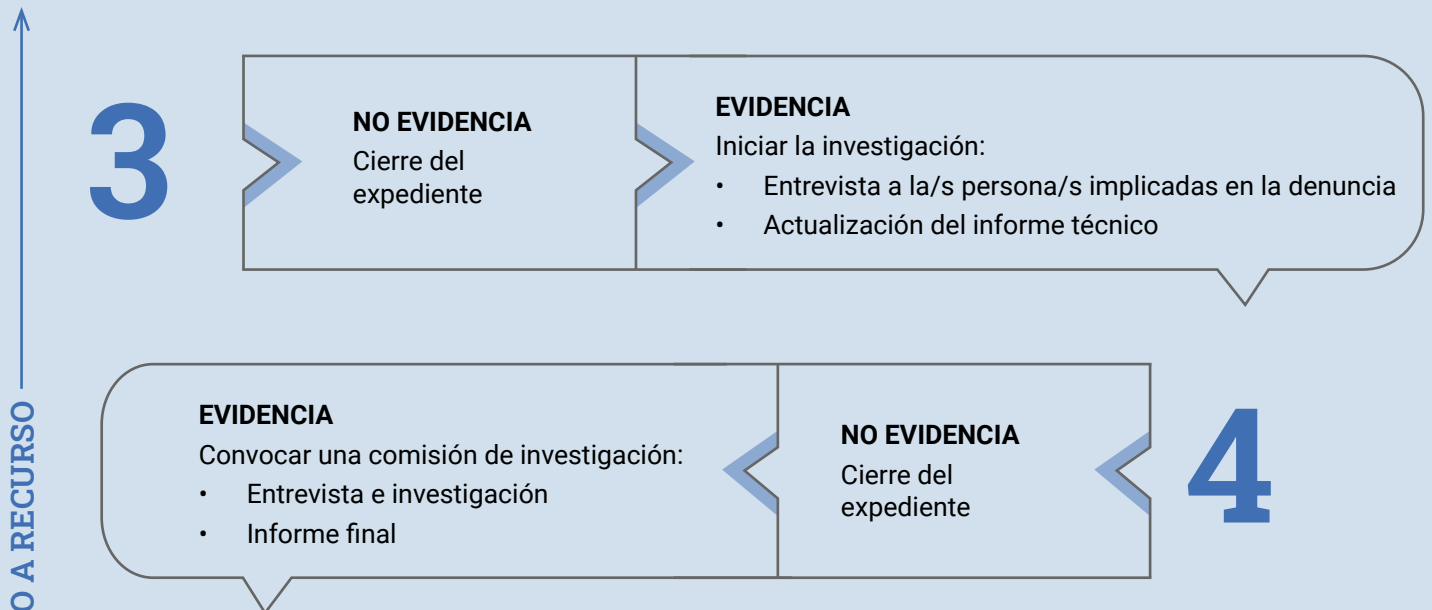 3
NO EVIDENCIA
Cierre del
expediente
EVIDENCIA
Iniciar la investigación:
• Entrevista a la/s persona/s implicadas en la denuncia
• Actualización del informe técnico
EVIDENCIA
Convocar una comisión de investigación:
• Entrevista e investigación
• Informe final
NO EVIDENCIA
Cierre del
expediente
4
O A RECURSO